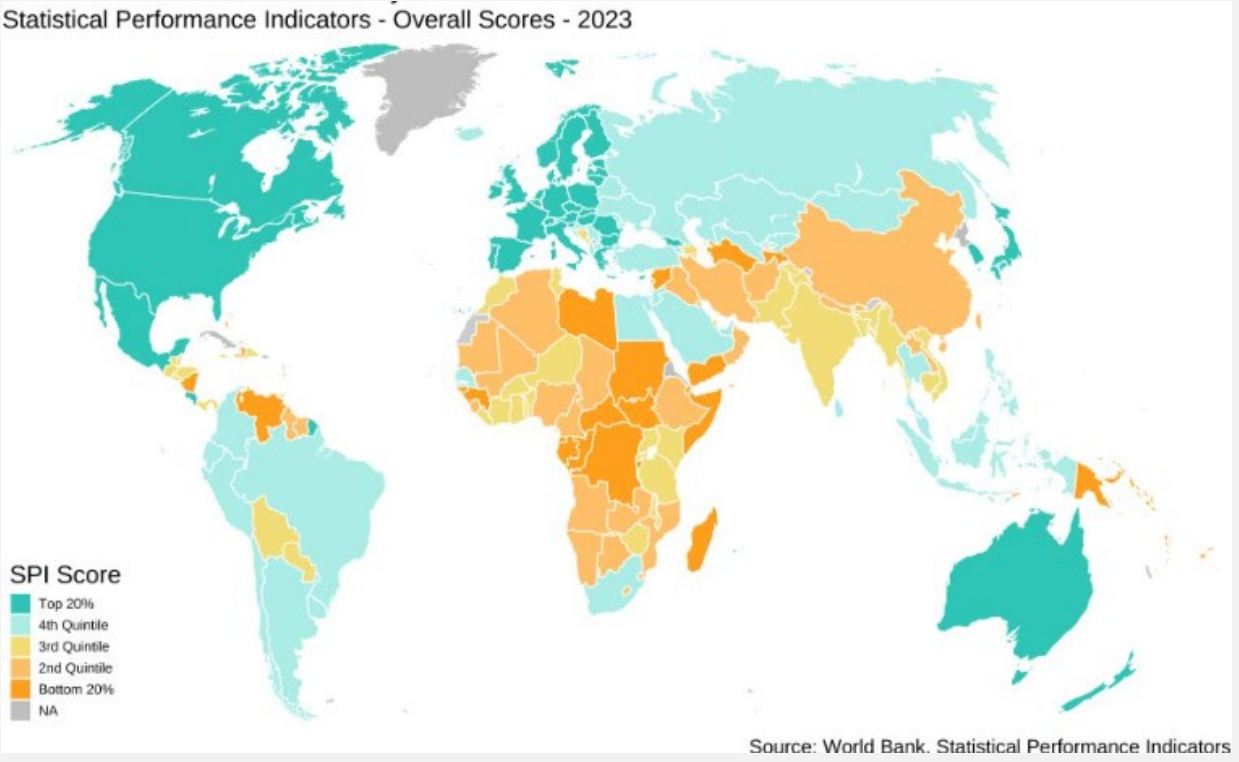 Statistical Performance Indicators - Overall Scores - 2023
SPI Score
Top 20%
4th Quintile
3rd Quintile
2nd Quintile
Bottom 20%
NA
Source: World Bank. Statistical Performance Indicators